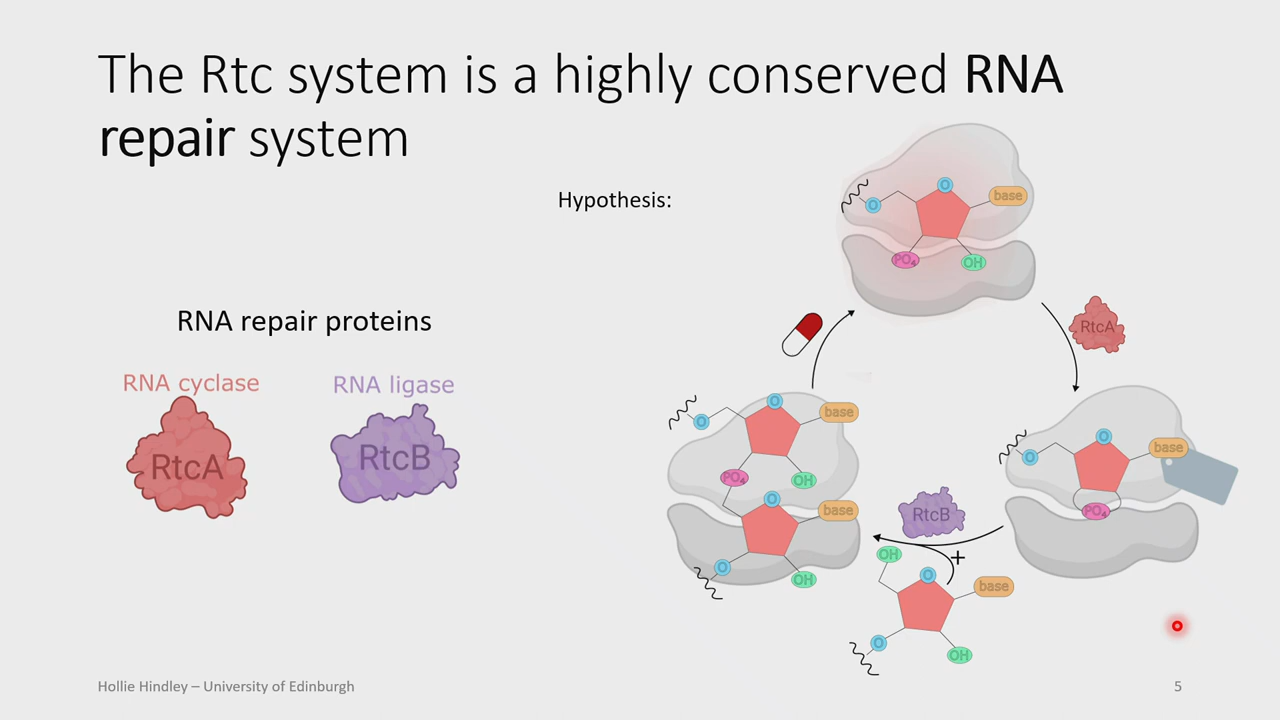 The Rtc system is a highly conserved RNA
repair system
Hypothesis:
O
base
O
PO4
OH
RtcA
RNA repair proteins
RNA cyclase
RNA ligase
RtcA
RtcB
O
base
O
PO4
OH
O
base
O
OH
O
base
O
PO4
RtcB
+
OH
O
base
O
OH
Hollie Hindley – University of Edinburgh
5